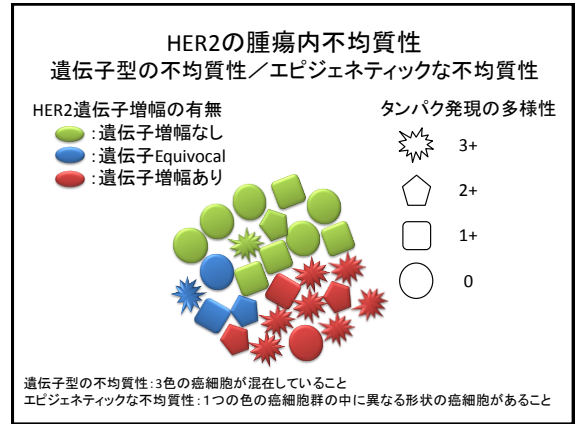 HER2の腫瘍内不均質性
遺伝子型の不均質性／エピジェネティックな不均質性
HER2遺伝子増幅の有無
：遺伝子増幅なし
：遺伝子Equivocal
：遺伝子増幅あり
タンパク発現の多様性
3+
2+
1+
0
遺伝子型の不均質性：3色の癌細胞が混在していること
エピジェネティックな不均質性：1つの色の癌細胞群の中に異なる形状の癌細胞があること